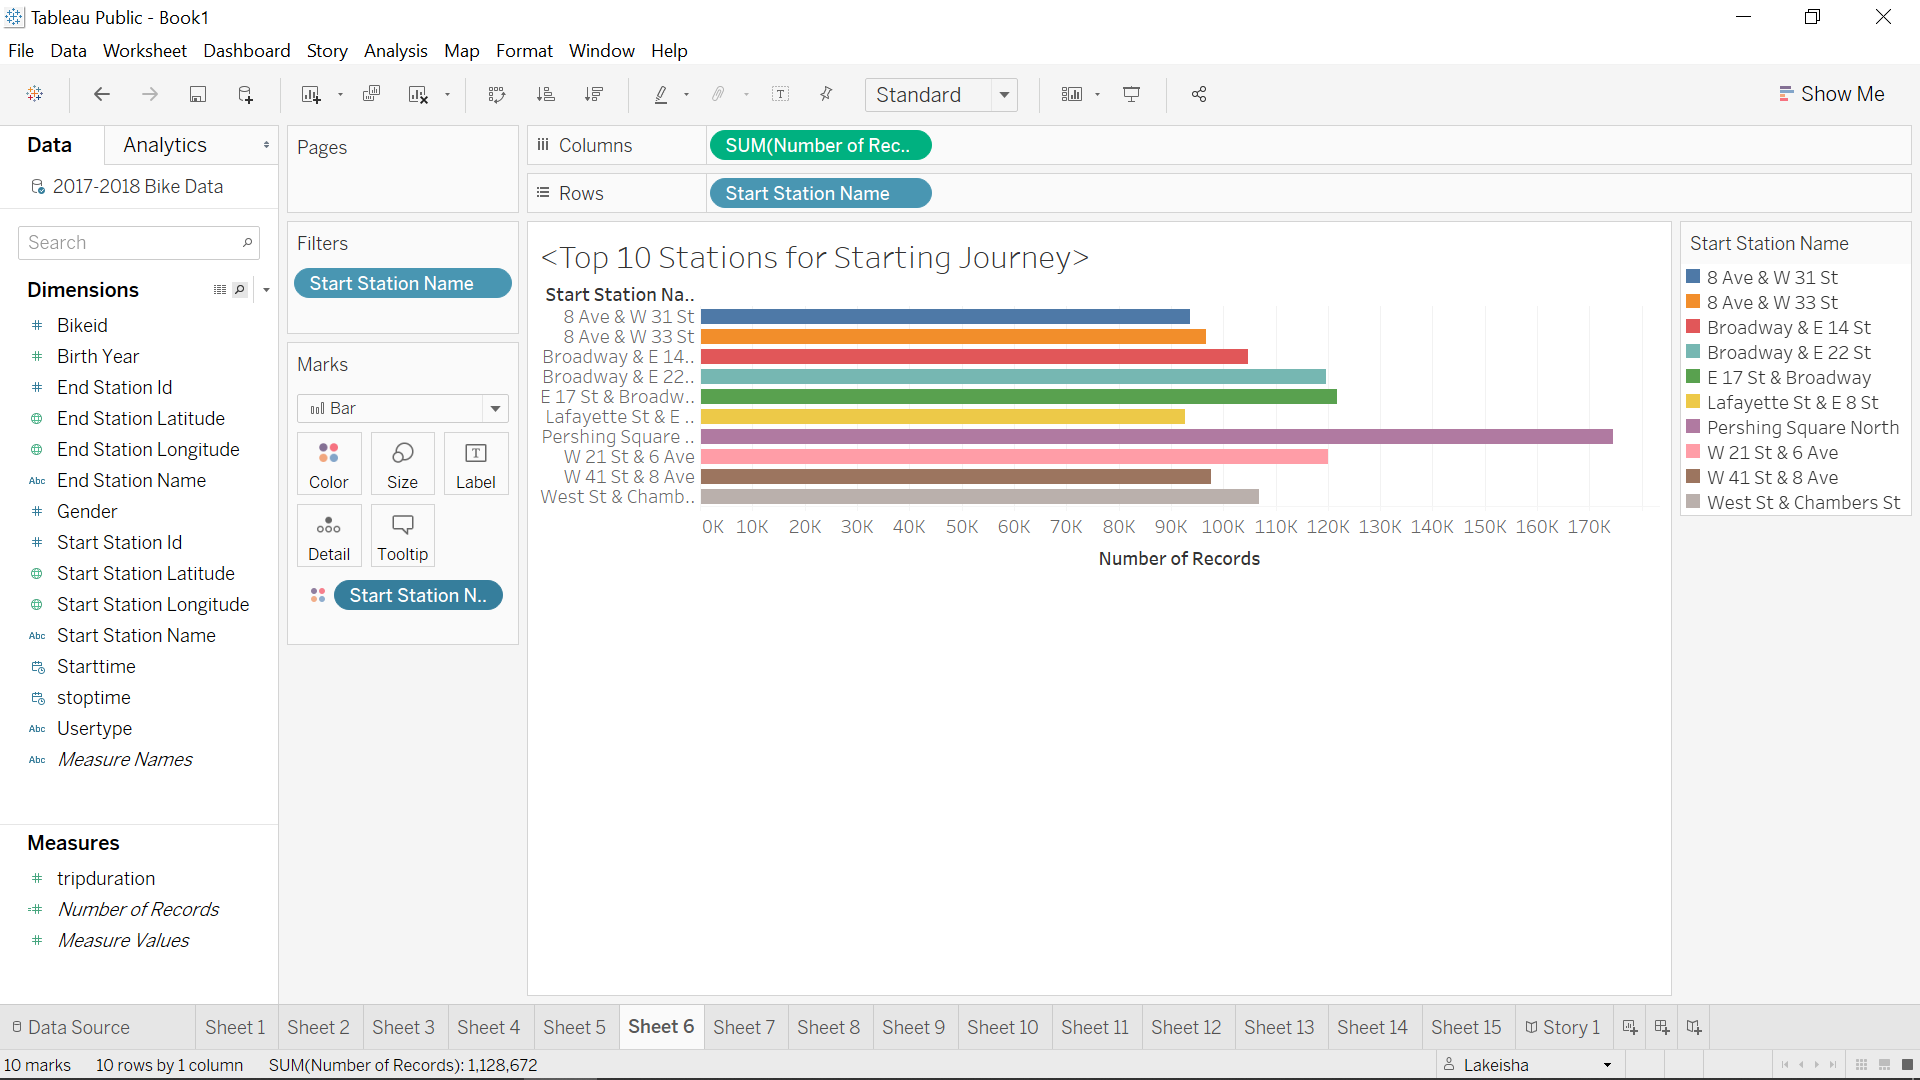 Tableau Public - Book1
File Data Worksheet Dashboard Story Analysis Map Format Window Help
Standard
Show Me
Data
Analytics
2017-2018 Bike Data
Search
Dimensions
# Bikeid
# Birth Year
# End Station Id
End Station Latitude
End Station Longitude
Abc End Station Name
# Gender
# Start Station Id
Start Station Latitude
Start Station Longitude
Abc Start Station Name
Starttime
stoptime
Abc Usertype
Abc Measure Names
Measures
# tripduration
=# Number of Records
# Measure Values
Pages
Filters
Start Station Name
Marks
Bar
Color
Size
T
Label
Detail
Tooltip
Start Station N..
Columns
SUM(Number of Rec..
Rows
Start Station Name
<Top 10 Stations for Starting Journey>
Start Station Na..
8 Ave & W 31 St
8 Ave & W 33 St
Broadway & E 14..
Broadway & E 22..
E 17 St & Broadw..
Lafayette St & E ..
Pershing Square ..
W 21 St & 6 Ave
W 41 St & 8 Ave
West St & Chamb..
0K 10K 20K 30K 40K 50K 60K 70K 80K 90K 100K 110K 120K 130K 140K 150K 160K 170K
Number of Records
Start Station Name
8 Ave & W 31 St
8 Ave & W 33 St
Broadway & E 14 St
Broadway & E 22 St
E 17 St & Broadway
Lafayette St & E 8 St
Pershing Square North
W 21 St & 6 Ave
W 41 St & 8 Ave
West St & Chambers St
Data Source Sheet 1 Sheet 2 Sheet 3 Sheet 4 Sheet 5 Sheet 6 Sheet 7 Sheet 8 Sheet 9 Sheet 10 Sheet 11 Sheet 12 Sheet 13 Sheet 14 Sheet 15 Story 1
10 marks 10 rows by 1 column SUM(Number of Records): 1,128,672
Lakeisha